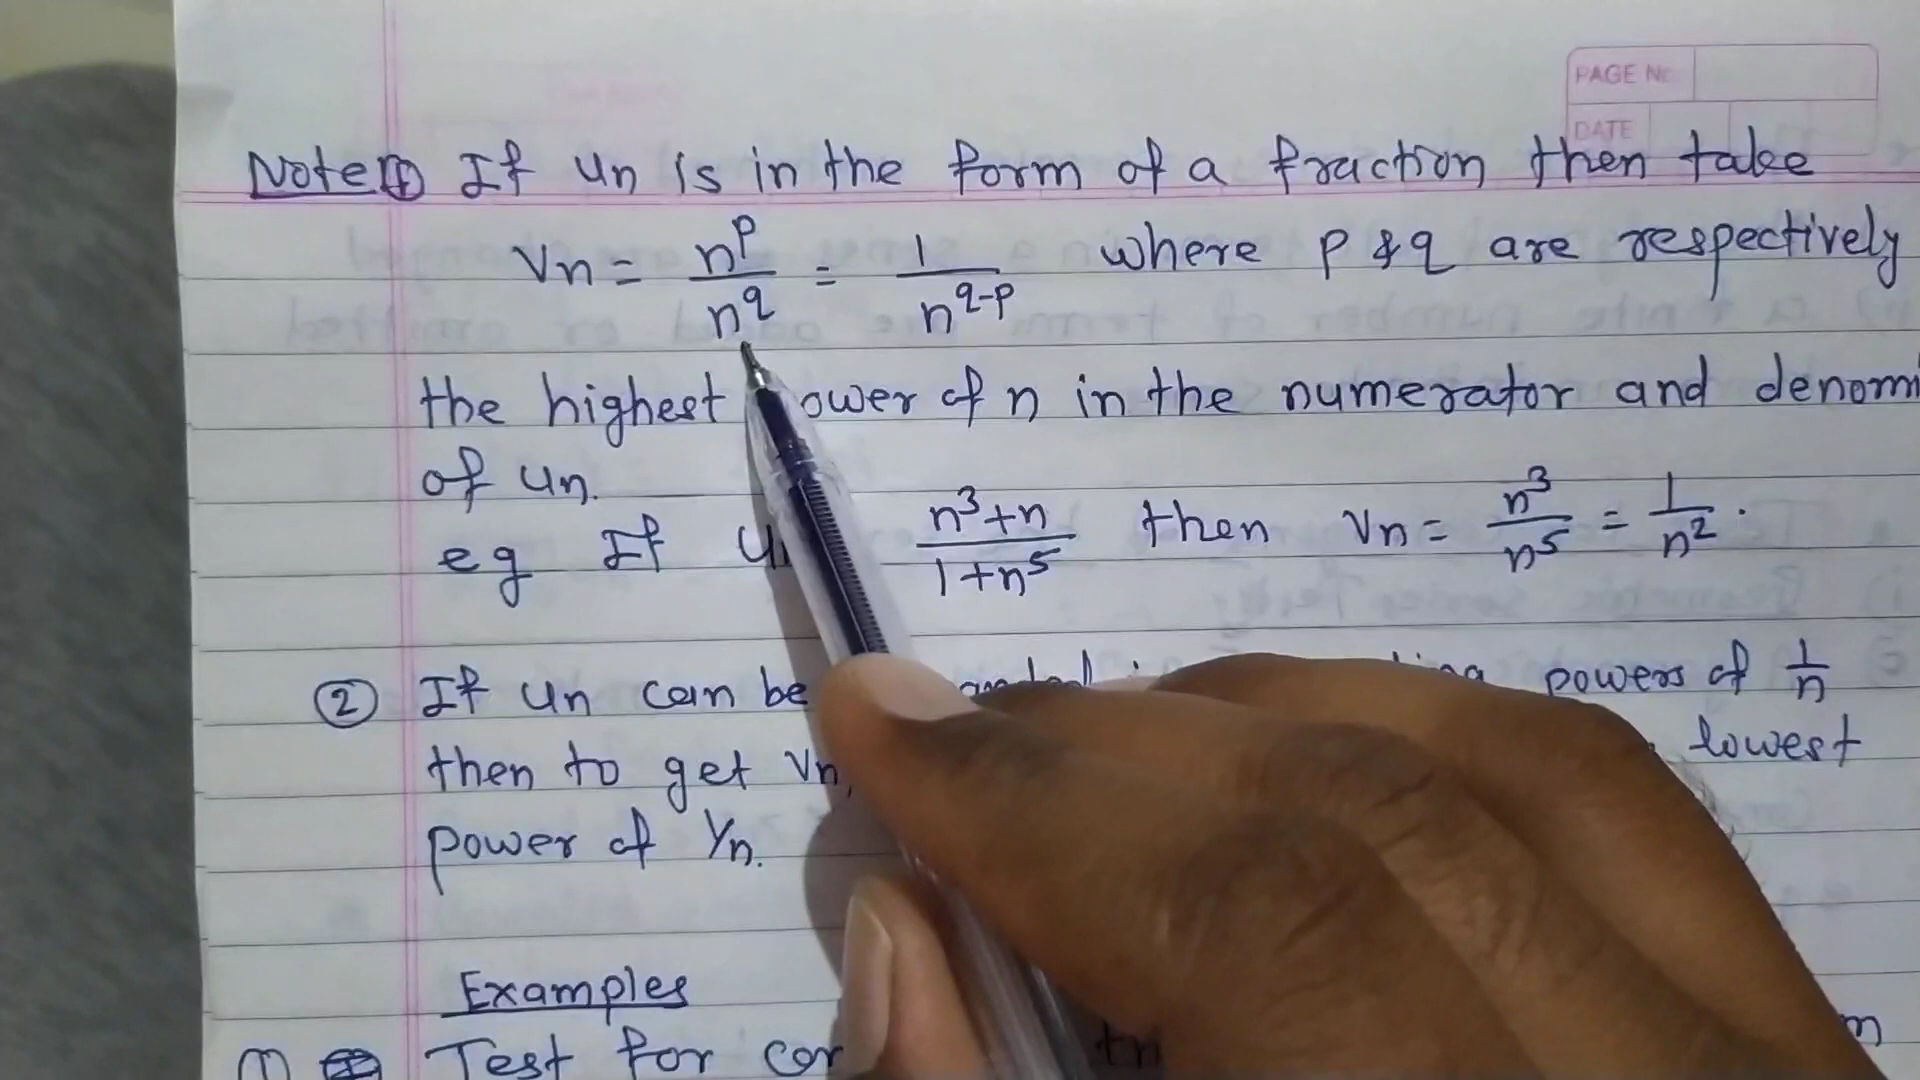 PAGE No.
DATE
Note ① If un is in the form of a fraction then take
vn = n^p/n^q = 1/n^(q-p) where p & q are respectively
the highest power of n in the numerator and denomi
of un.
eg If u (n^3+n)/(1+n^5) then vn = n^3/n^5 = 1/n^2.
② If un can be powers of 1/n
then to get vn, lowest
power of 1/n.
Examples
Test for